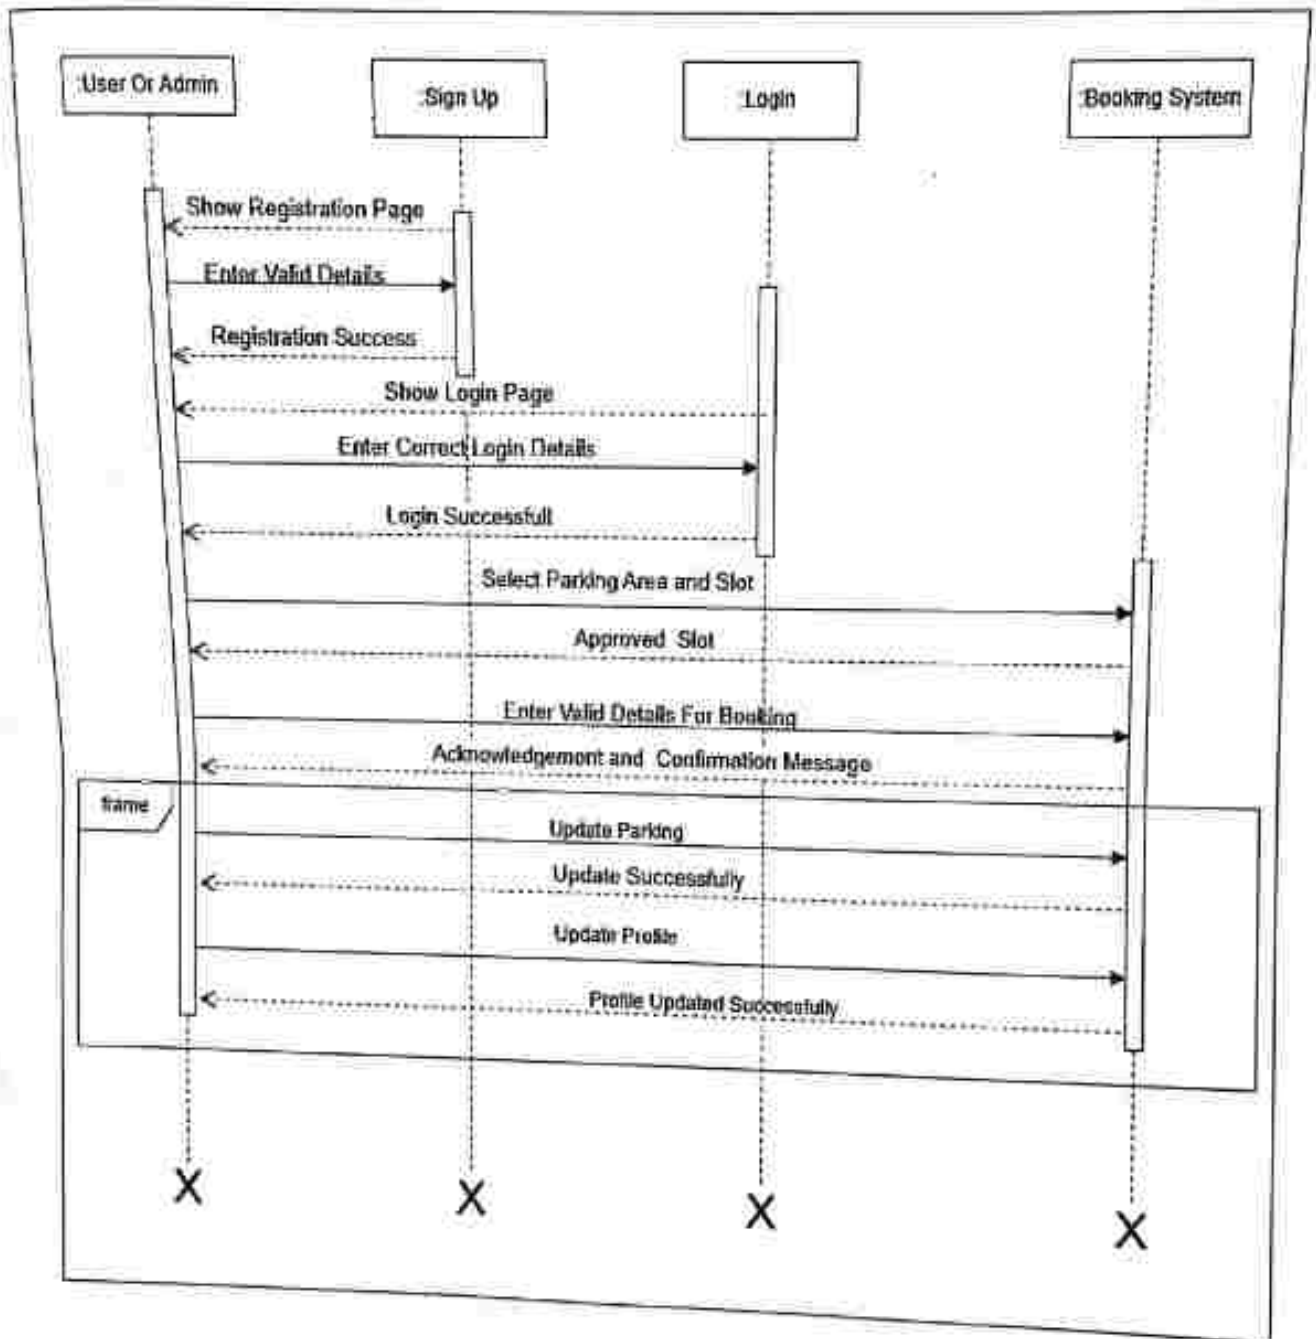 :User Or Admin
:Sign Up
:Login
:Booking System
Show Registration Page
Enter Valid Details
Registration Success
Show Login Page
Enter Correct Login Details
Login Successfull
Select Parking Area and Slot
Approved Slot
Enter Valid Details For Booking
Acknowledgement and Confirmation Message
frame
Update Parking
Update Successfully
Update Profile
Profile Updated Successfully
X
X
X
X